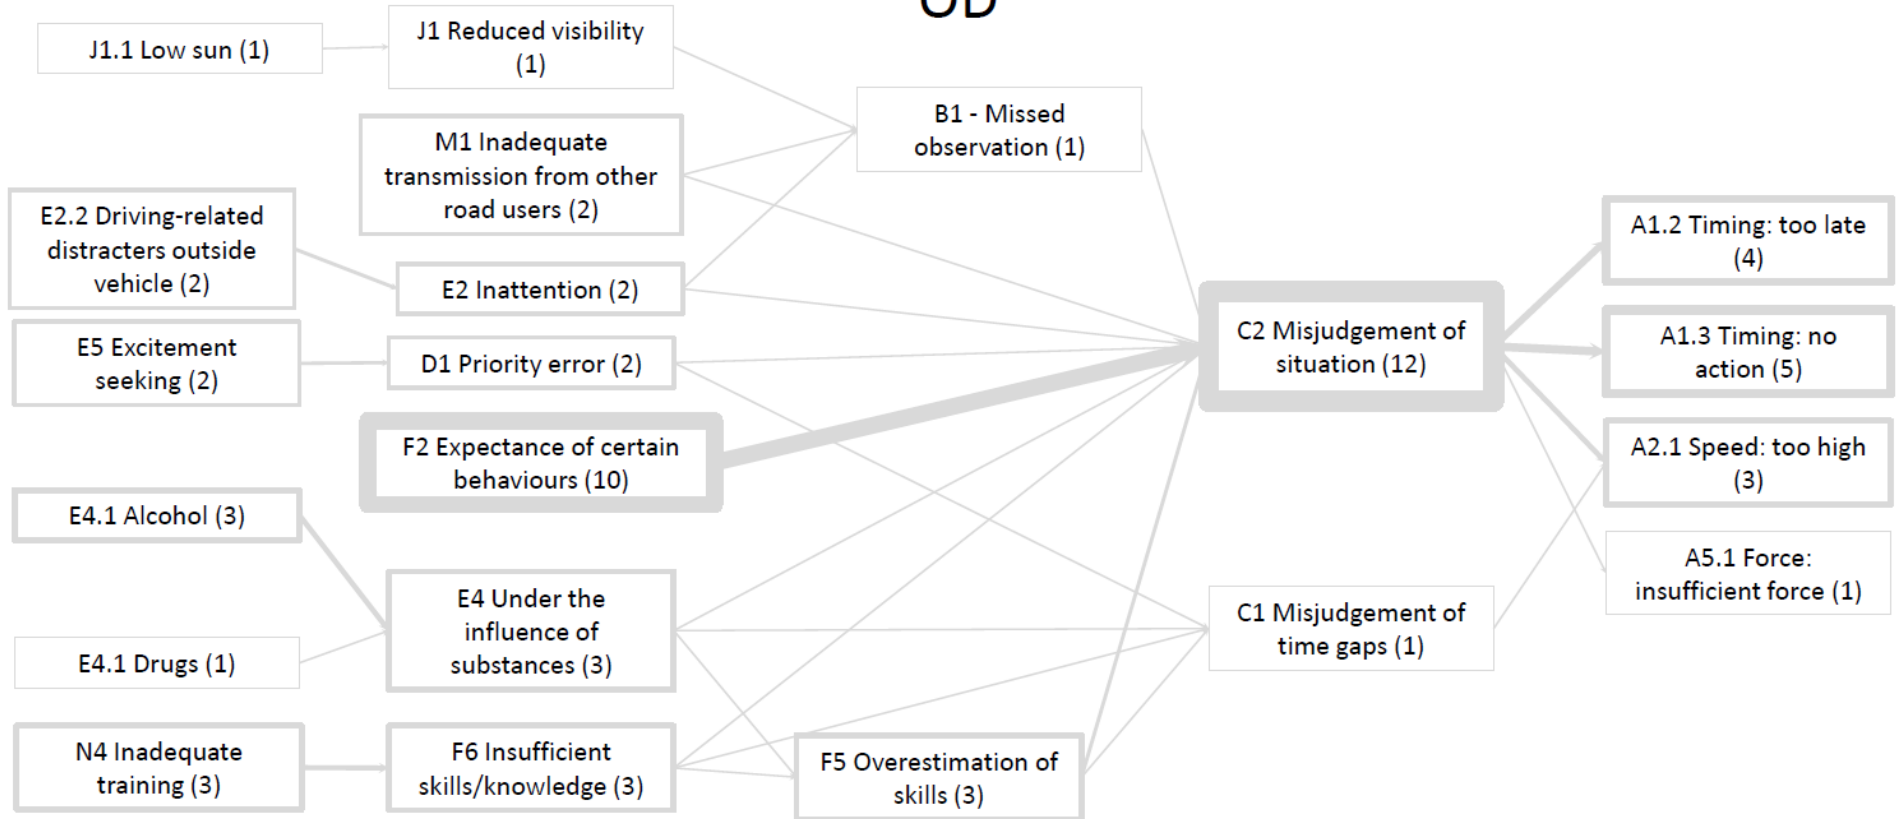 OD
J1.1 Low sun (1)
J1 Reduced visibility
(1)
B1 - Missed
observation (1)
M1 Inadequate
transmission from other
road users (2)
E2.2 Driving-related
distracters outside
vehicle (2)
E2 Inattention (2)
E5 Excitement
seeking (2)
D1 Priority error (2)
F2 Expectance of certain
behaviours (10)
C2 Misjudgement of
situation (12)
A1.2 Timing: too late
(4)
A1.3 Timing: no
action (5)
A2.1 Speed: too high
(3)
A5.1 Force:
insufficient force (1)
E4.1 Alcohol (3)
E4 Under the
influence of
substances (3)
E4.1 Drugs (1)
C1 Misjudgement of
time gaps (1)
N4 Inadequate
training (3)
F6 Insufficient
skills/knowledge (3)
F5 Overestimation of
skills (3)